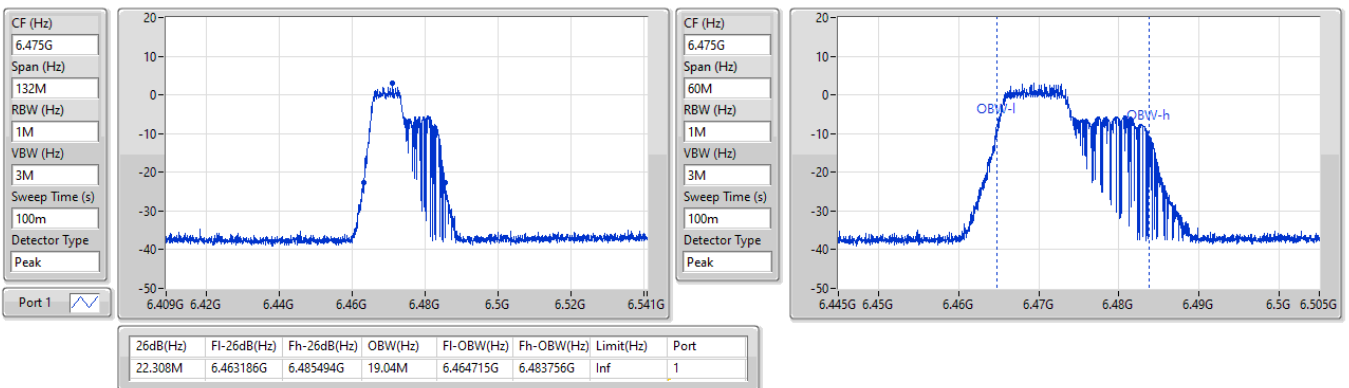 CF (Hz)
6.475G
Span (Hz)
132M
RBW (Hz)
1M
VBW (Hz)
3M
Sweep Time (s)
100m
Detector Type
Peak
Port 1
20
10
0
-10
-20
-30
-40
-50
6.409G 6.42G 6.44G 6.46G 6.48G 6.5G 6.52G 6.541G
CF (Hz)
6.475G
Span (Hz)
60M
RBW (Hz)
1M
VBW (Hz)
3M
Sweep Time (s)
100m
Detector Type
Peak
20
10
0
-10
-20
-30
-40
-50
OBW-l
OBW-h
6.445G 6.45G 6.46G 6.47G 6.48G 6.49G 6.5G 6.505G
26dB(Hz) Fl-26dB(Hz) Fh-26dB(Hz) OBW(Hz) Fl-OBW(Hz) Fh-OBW(Hz) Limit(Hz) Port
22.308M 6.463186G 6.485494G 19.04M 6.464715G 6.483756G Inf 1